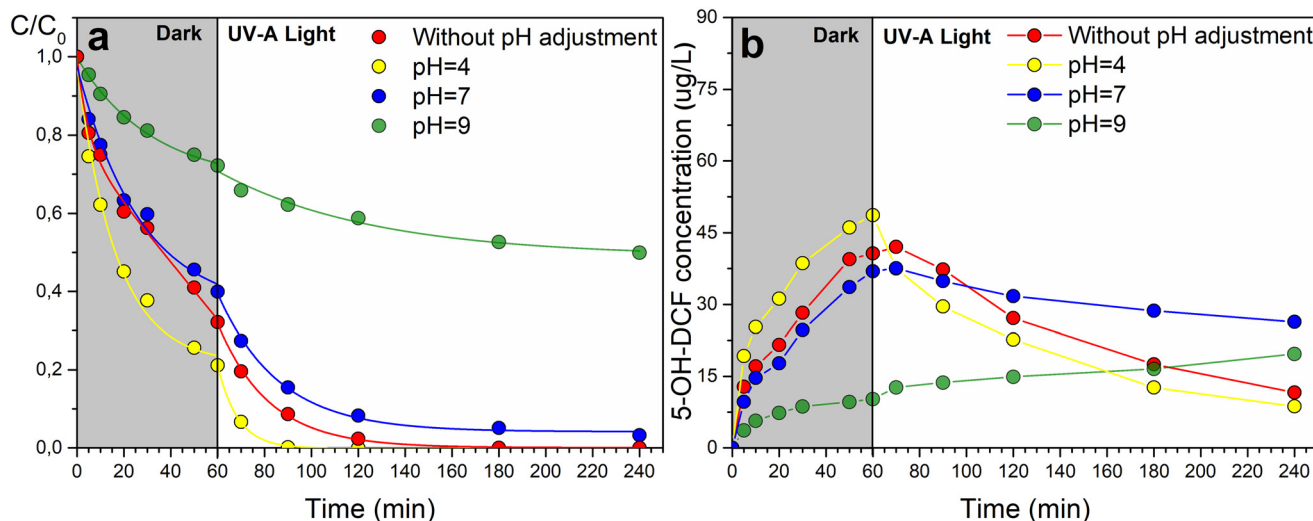 C/C0
a
Dark
UV-A Light
Without pH adjustment
pH=4
pH=7
pH=9
1,0
0,8
0,6
0,4
0,2
0,0
0 20 40 60 80 100 120 140 160 180 200 220 240
Time (min)
5-OH-DCF concentration (ug/L)
b
Dark
UV-A Light
Without pH adjustment
pH=4
pH=7
pH=9
90
75
60
45
30
15
0
0 20 40 60 80 100 120 140 160 180 200 220 240
Time (min)